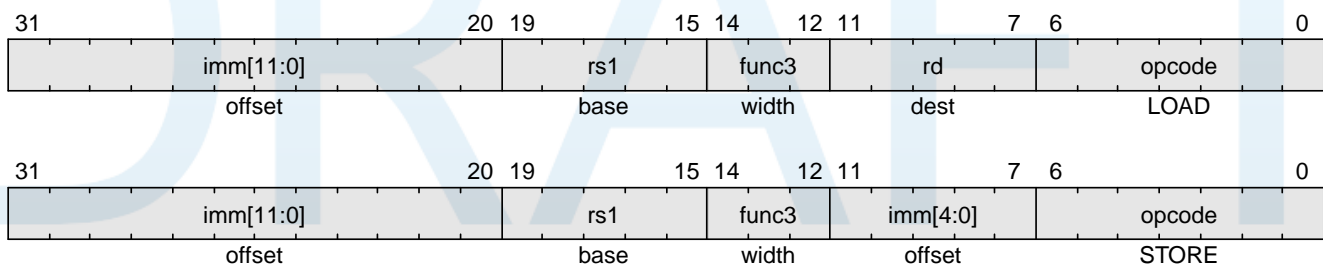 31 20 19 15 14 12 11 7 6 0
imm[11:0] rs1 func3 rd opcode
offset base width dest LOAD
31 20 19 15 14 12 11 7 6 0
imm[11:0] rs1 func3 imm[4:0] opcode
offset base width offset STORE
DRAFT